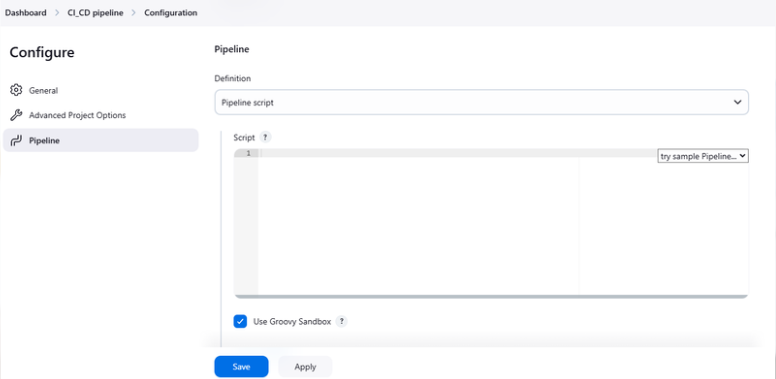 Dashboard > CI_CD pipeline > Configuration
Configure
General
Advanced Project Options
Pipeline
Pipeline
Definition
Pipeline script
Script ?
1
try sample Pipeline...
Use Groovy Sandbox ?
Save
Apply